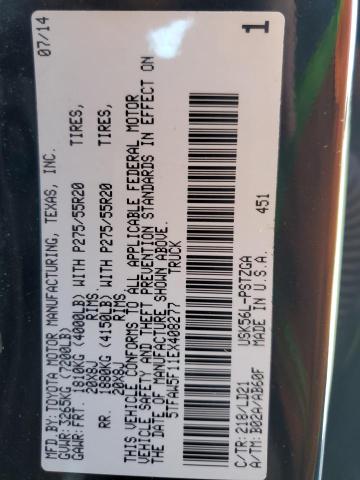 MFD.BY:TOYOTA MOTOR MANUFACTURING, TEXAS, INC. 07/14
GVWR:3265KG(7200LB)
GAWR:FRT. 1810KG(4000LB) WITH P275/55R20 TIRES,
20X8J RIMS
RR. 1880KG(4150LB) WITH P275/55R20 TIRES,
20X8J RIMS
THIS VEHICLE CONFORMS TO ALL APPLICABLE FEDERAL MOTOR
VEHICLE SAFETY AND THEFT PREVENTION STANDARDS IN EFFECT ON
THE DATE OF MANUFACTURE SHOWN ABOVE.
5TFAW5F11EX408277 TRUCK
C/TR:218/LD21 USK56L-PSTZGA 451
A/TM:B02A/AB60F MADE IN U.S.A. 1